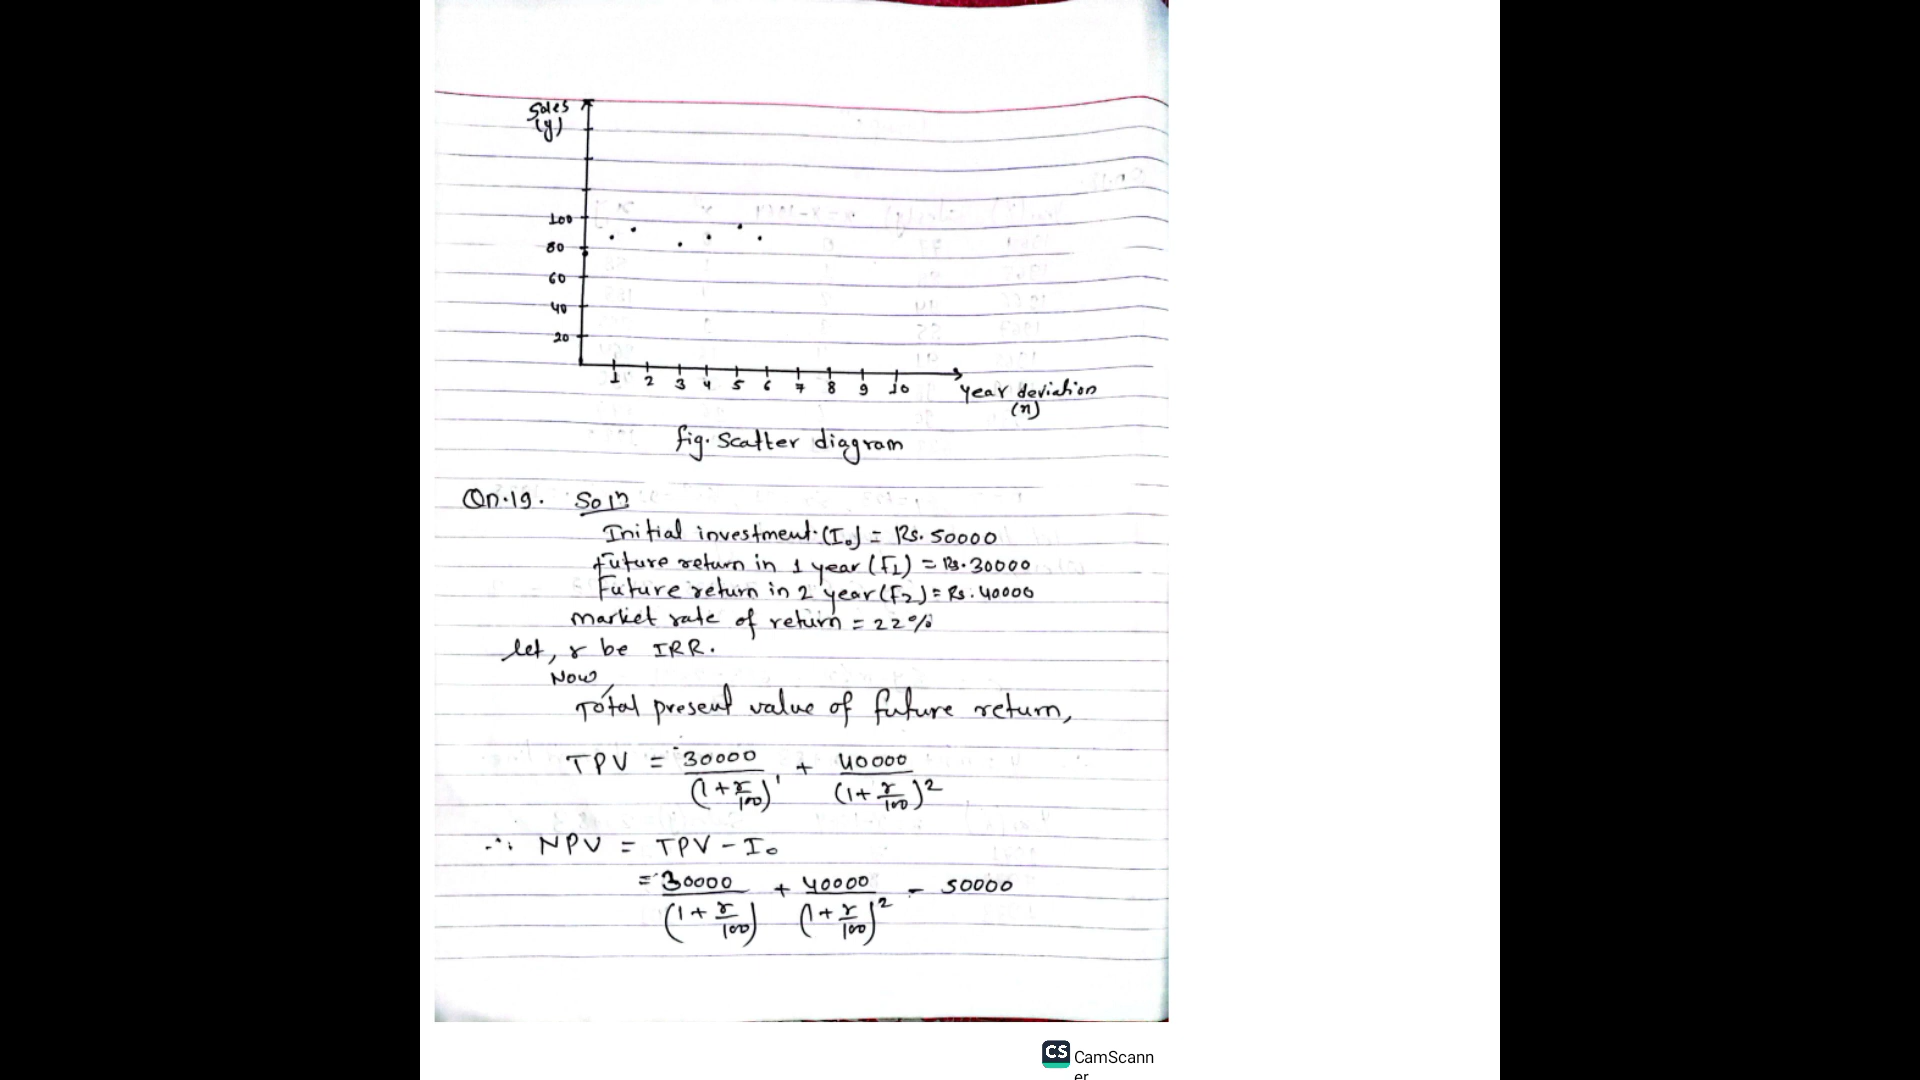 Sales
(y)
100
80
60
40
20
1 2 3 4 5 6 7 8 9 10
year deviation
(x)
fig. Scatter diagram
Qn.19. Soln
Initial investment (I₀) = Rs. 50000
Future return in 1 year (F₁) = Rs. 30000
Future return in 2 year (F₂) = Rs. 40000
market rate of return = 22%
let, r be IRR.
Now,
Total present value of future return,
TPV = 30000/(1+r/100)¹ + 40000/(1+r/100)²
∴ NPV = TPV - I₀
= 30000/(1+r/100) + 40000/(1+r/100)² - 50000
CS CamScann
er